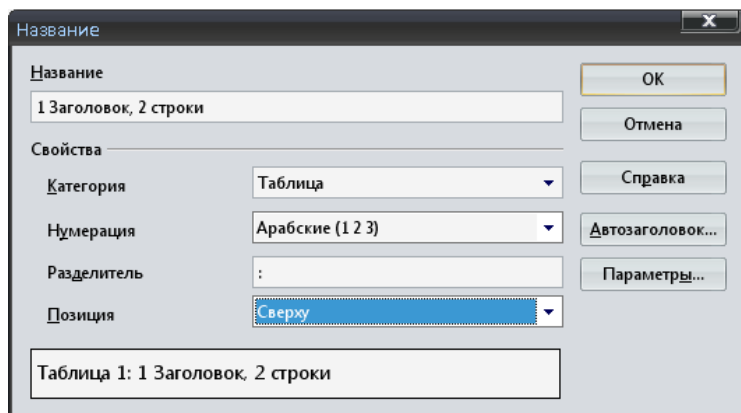 Название
Название
1 Заголовок, 2 строки
Свойства
Категория
Таблица
Нумерация
Арабские (1 2 3)
Разделитель
:
Позиция
Сверху
Таблица 1: 1 Заголовок, 2 строки
OK
Отмена
Справка
Автозаголовок...
Параметры...